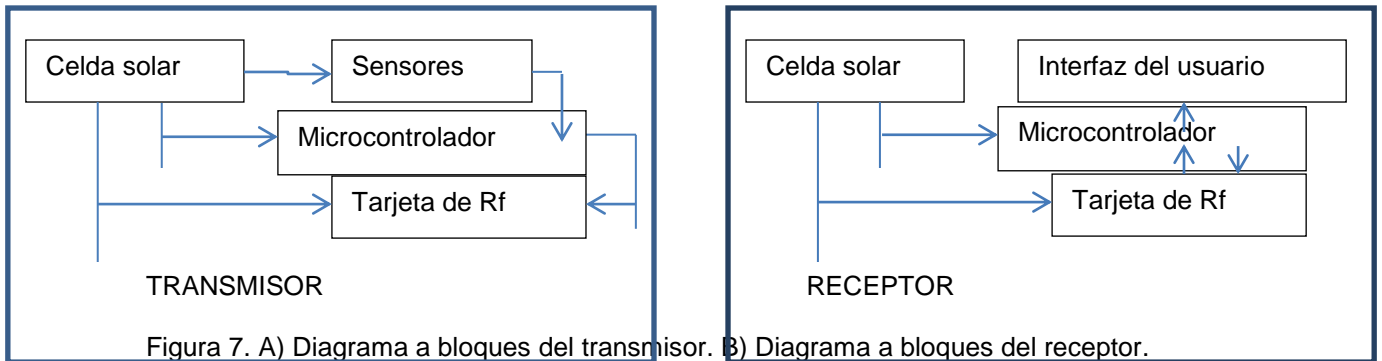 Celda solar
Sensores
Microcontrolador
Tarjeta de Rf
TRANSMISOR
Celda solar
Interfaz del usuario
Microcontrolador
Tarjeta de Rf
RECEPTOR
Figura 7. A) Diagrama a bloques del transmisor. B) Diagrama a bloques del receptor.